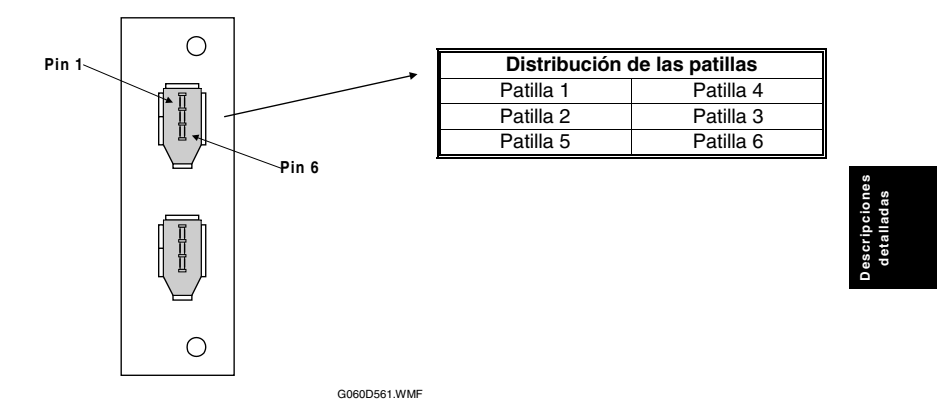 Pin 1
Pin 6
Distribución de las patillas
Patilla 1 Patilla 4
Patilla 2 Patilla 3
Patilla 5 Patilla 6
Descripciones
detalladas
G060D561.WMF